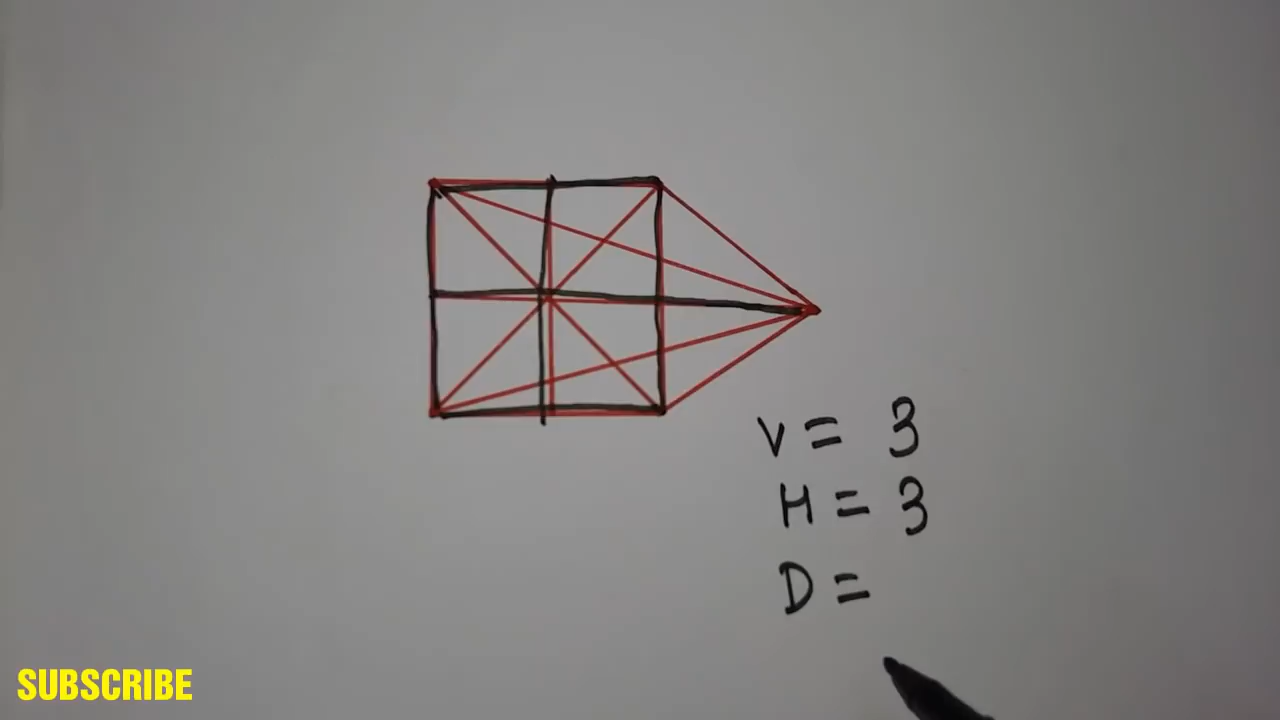 V = 3
H = 3
D =
SUBSCRIBE